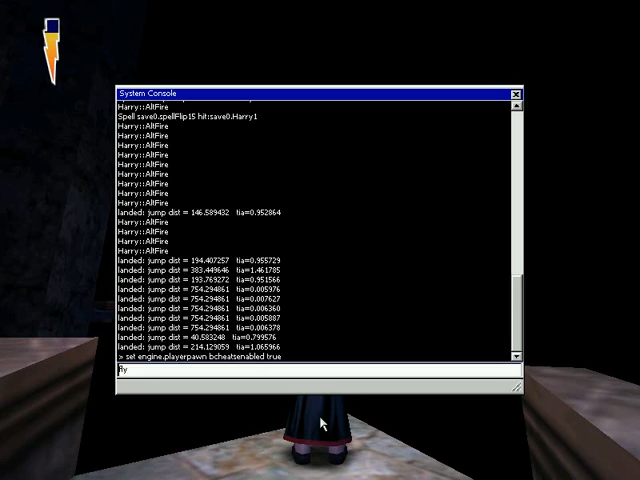 System Console
Harry::AltFire
Spell save0.spellFlip15 hit:save0.Harry1
Harry::AltFire
Harry::AltFire
Harry::AltFire
Harry::AltFire
Harry::AltFire
Harry::AltFire
Harry::AltFire
Harry::AltFire
Harry::AltFire
landed: jump dist = 146.589432 tia=0.952864
Harry::AltFire
Harry::AltFire
Harry::AltFire
Harry::AltFire
landed: jump dist = 194.407257 tia=0.955729
landed: jump dist = 383.449646 tia=1.461785
landed: jump dist = 193.769272 tia=0.951566
landed: jump dist = 754.294861 tia=0.005976
landed: jump dist = 754.294861 tia=0.007627
landed: jump dist = 754.294861 tia=0.006360
landed: jump dist = 754.294861 tia=0.005887
landed: jump dist = 754.294861 tia=0.006378
landed: jump dist = 40.583248 tia=0.799576
landed: jump dist = 214.129059 tia=1.065966
> set engine.playerpawn bcheatsenabled true
fly